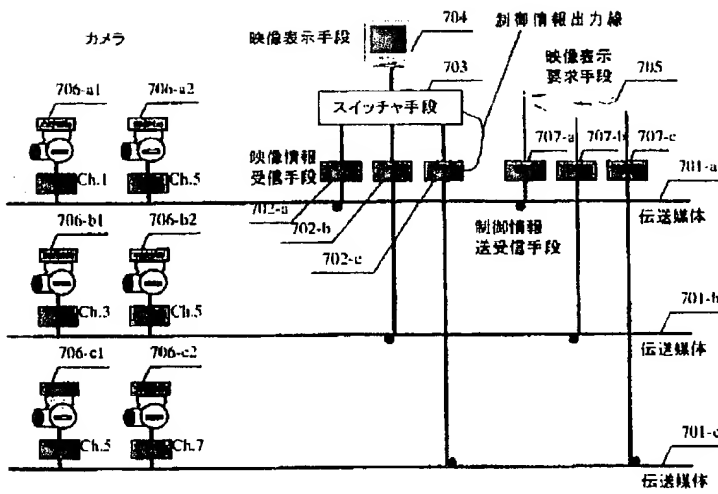 カメラ
映像表示手段
704
制御情報出力線
703
映像表示
要求手段
705
スイッチャ手段
706-a1
706-a2
映像情報
受信手段
707-a
707-b
707-c
Ch.1
Ch.5
702-a
702-b
702-c
制御情報
送受信手段
701-a
伝送媒体
706-b1
706-b2
Ch.3
Ch.5
701-b
伝送媒体
706-c1
706-c2
Ch.5
Ch.7
701-c
伝送媒体